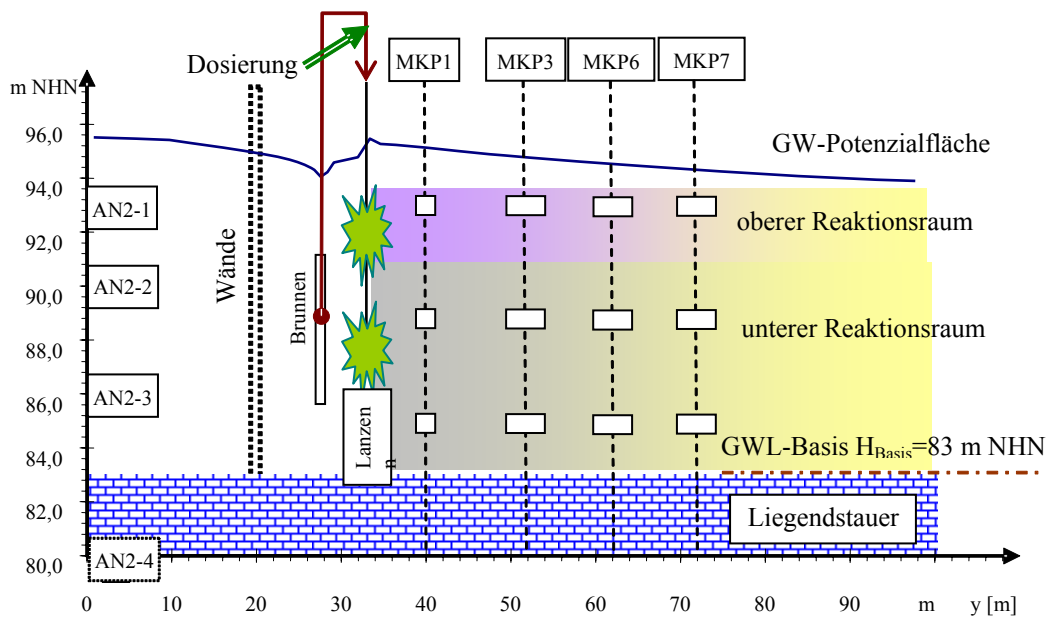 Dosierung
MKP1
MKP3
MKP6
MKP7
m NHN
96,0
GW-Potenzialfläche
94,0
AN2-1
oberer Reaktionsraum
92,0
Wände
AN2-2
90,0
Brunnen
unterer Reaktionsraum
88,0
AN2-3
86,0
Lanzen
n
GWL-Basis HBasis=83 m NHN
84,0
82,0
Liegendstauer
AN2-4
80,0
0 10 20 30 40 50 60 70 80 90 m y [m]